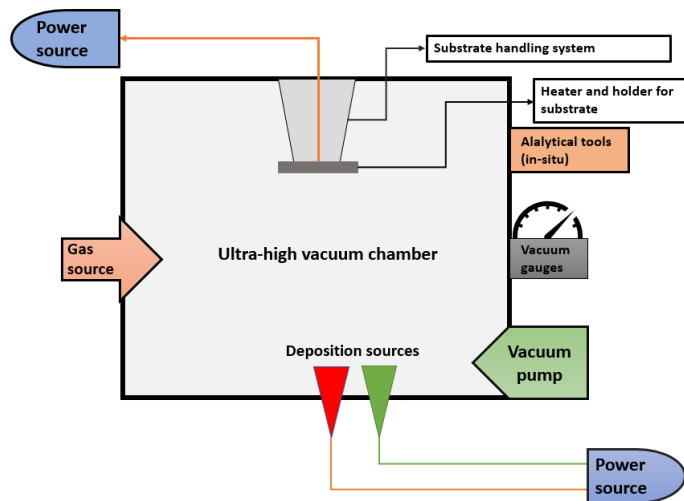 Power
source
Substrate handling system
Heater and holder for
substrate
Alalytical tools
(in-situ)
Gas
source
Ultra-high vacuum chamber
Vacuum
gauges
Deposition sources
Vacuum
pump
Power
source